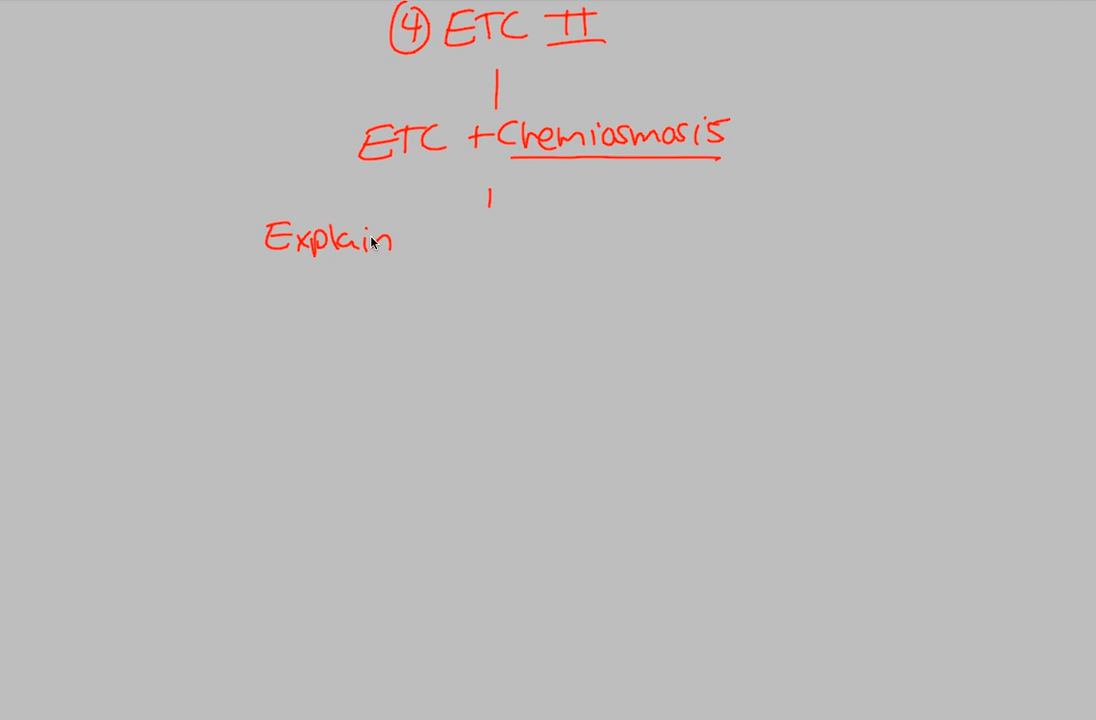 ④ ETC II
ETC + Chemiosmosis
Explain